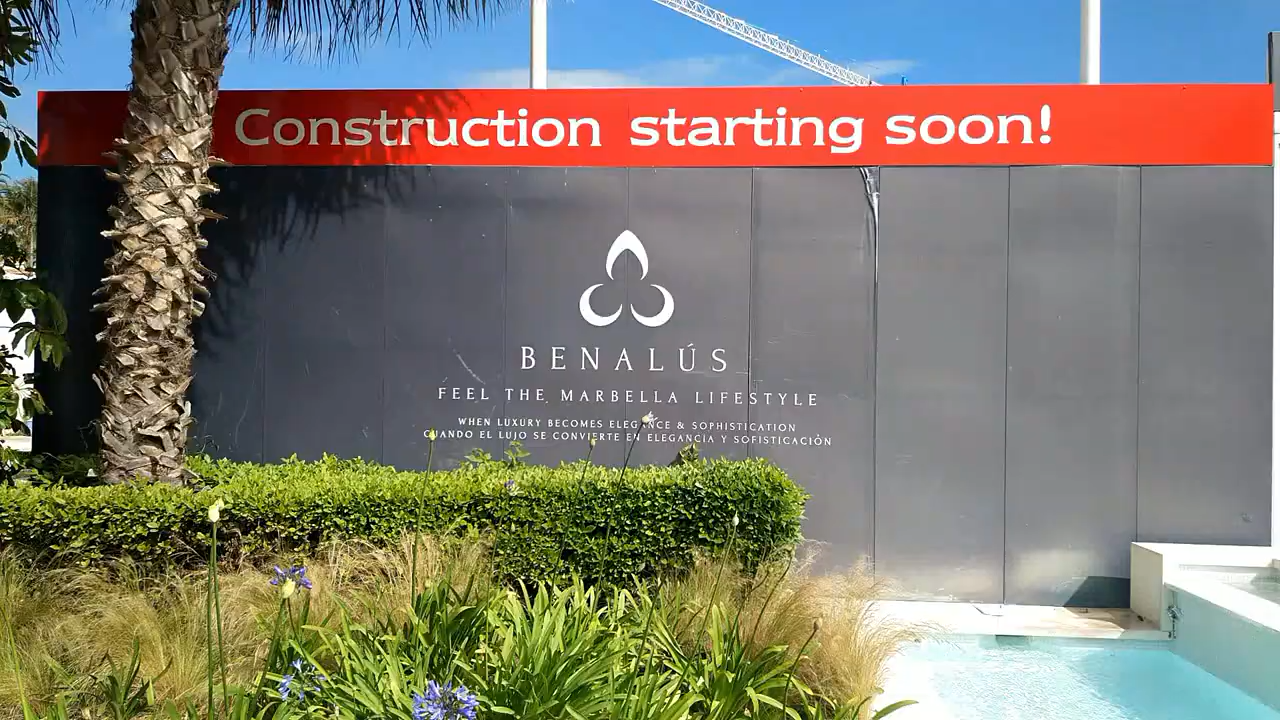 Construction starting soon!
BENALÚS
FEEL THE MARBELLA LIFESTYLE
WHEN LUXURY BECOMES ELEGANCE & SOPHISTICATION
CUANDO EL LUJO SE CONVIERTE EN ELEGANCIA Y SOFISTICACIÓN